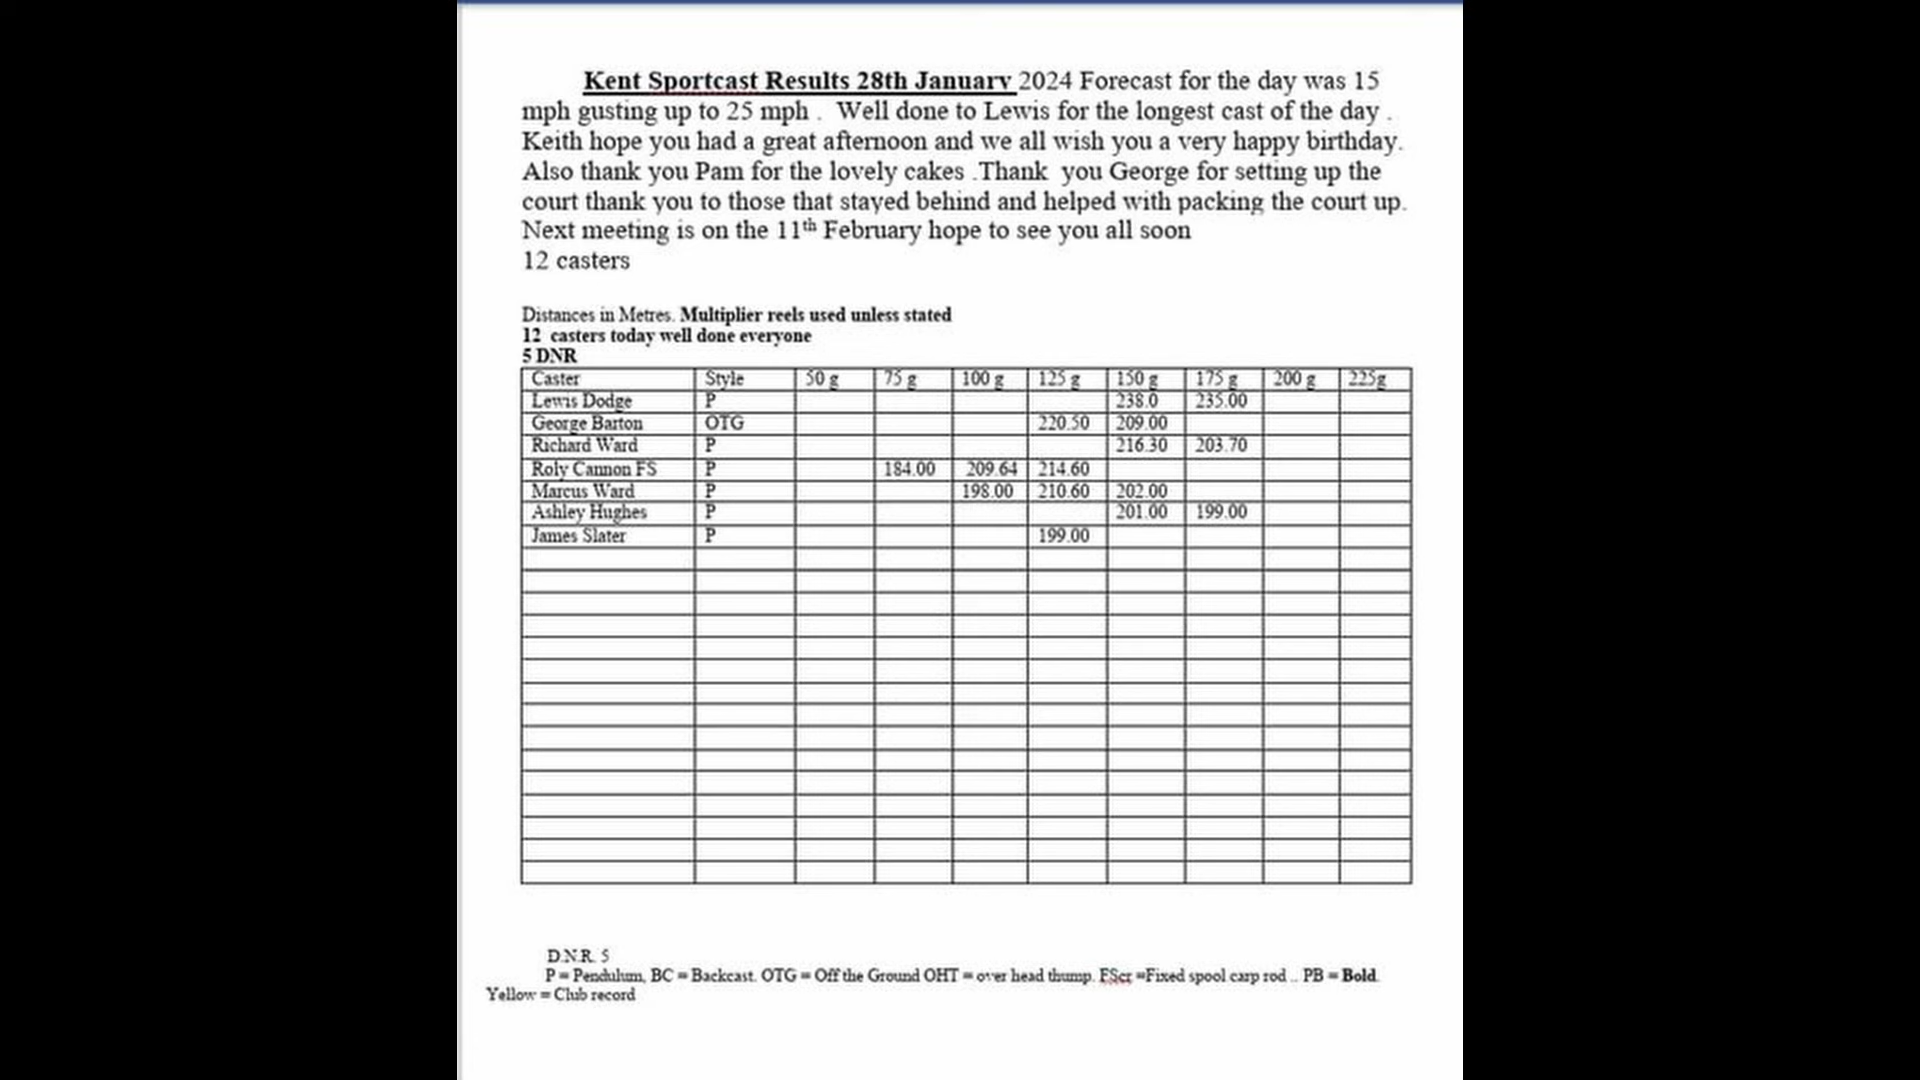 Kent Sportcast Results 28th January 2024 Forecast for the day was 15
mph gusting up to 25 mph . Well done to Lewis for the longest cast of the day .
Keith hope you had a great afternoon and we all wish you a very happy birthday.
Also thank you Pam for the lovely cakes .Thank you George for setting up the
court thank you to those that stayed behind and helped with packing the court up.
Next meeting is on the 11th February hope to see you all soon
12 casters
Distances in Metres. Multiplier reels used unless stated
12 casters today well done everyone
5 DNR
Caster Style 50 g 75 g 100 g 125 g 150 g 175 g 200 g 225g
Lewis Dodge P 238.0 235.00
George Barton OTG 220.50 209.00
Richard Ward P 216.30 203.70
Roly Cannon FS P 184.00 209.64 214.60
Marcus Ward P 198.00 210.60 202.00
Ashley Hughes P 201.00 199.00
James Slater P 199.00
D.N.R. 5
P = Pendulum, BC = Backcast. OTG = Off the Ground OHT = over head thump. FScr =Fixed spool carp rod .. PB = Bold.
Yellow = Club record